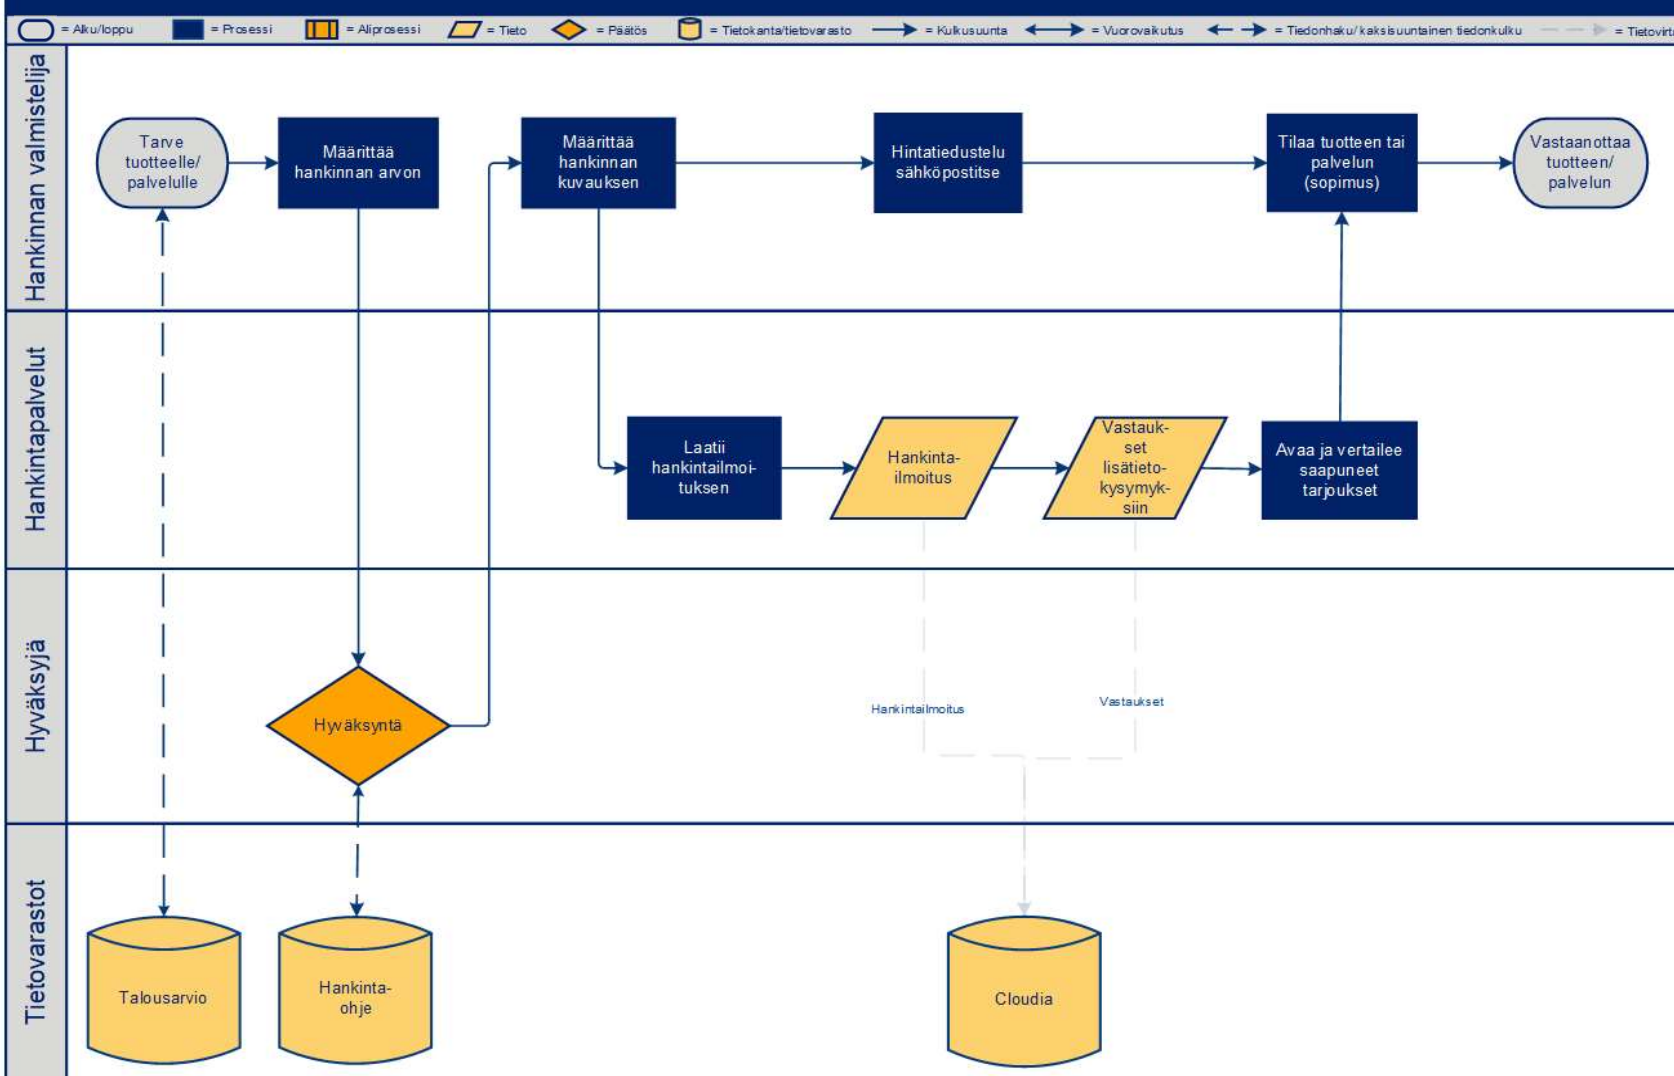 = Alku/loppu
= Prosessi
= Aliprosessi
= Tieto
= Päätös
= Tietokanta/tietovarasto
= Kulkusuunta
= Vuorovaikutus
= Tiedonhaku/ kaksisuuntainen tiedonkulku
= Tietovirta
Hankinnan valmistelija
Tarve
tuotteelle/
palvelulle
Määrittää
hankinnan arvon
Määrittää
hankinnan
kuvauksen
Hintatiedustelu
sähköpostitse
Tilaa tuotteen tai
palvelun
(sopimus)
Vastaanottaa
tuotteen/
palvelun
Hankintapalvelut
Laatii
hankintailmoi-
tuksen
Hankinta-
ilmoitus
Vastauk-
set
lisätieto-
kysymyk-
siin
Avaa ja vertailee
saapuneet
tarjoukset
Hyväksyjä
Hyväksyntä
Hankintailmoitus
Vastaukset
Tietovarastot
Talousarvio
Hankinta-
ohje
Cloudia